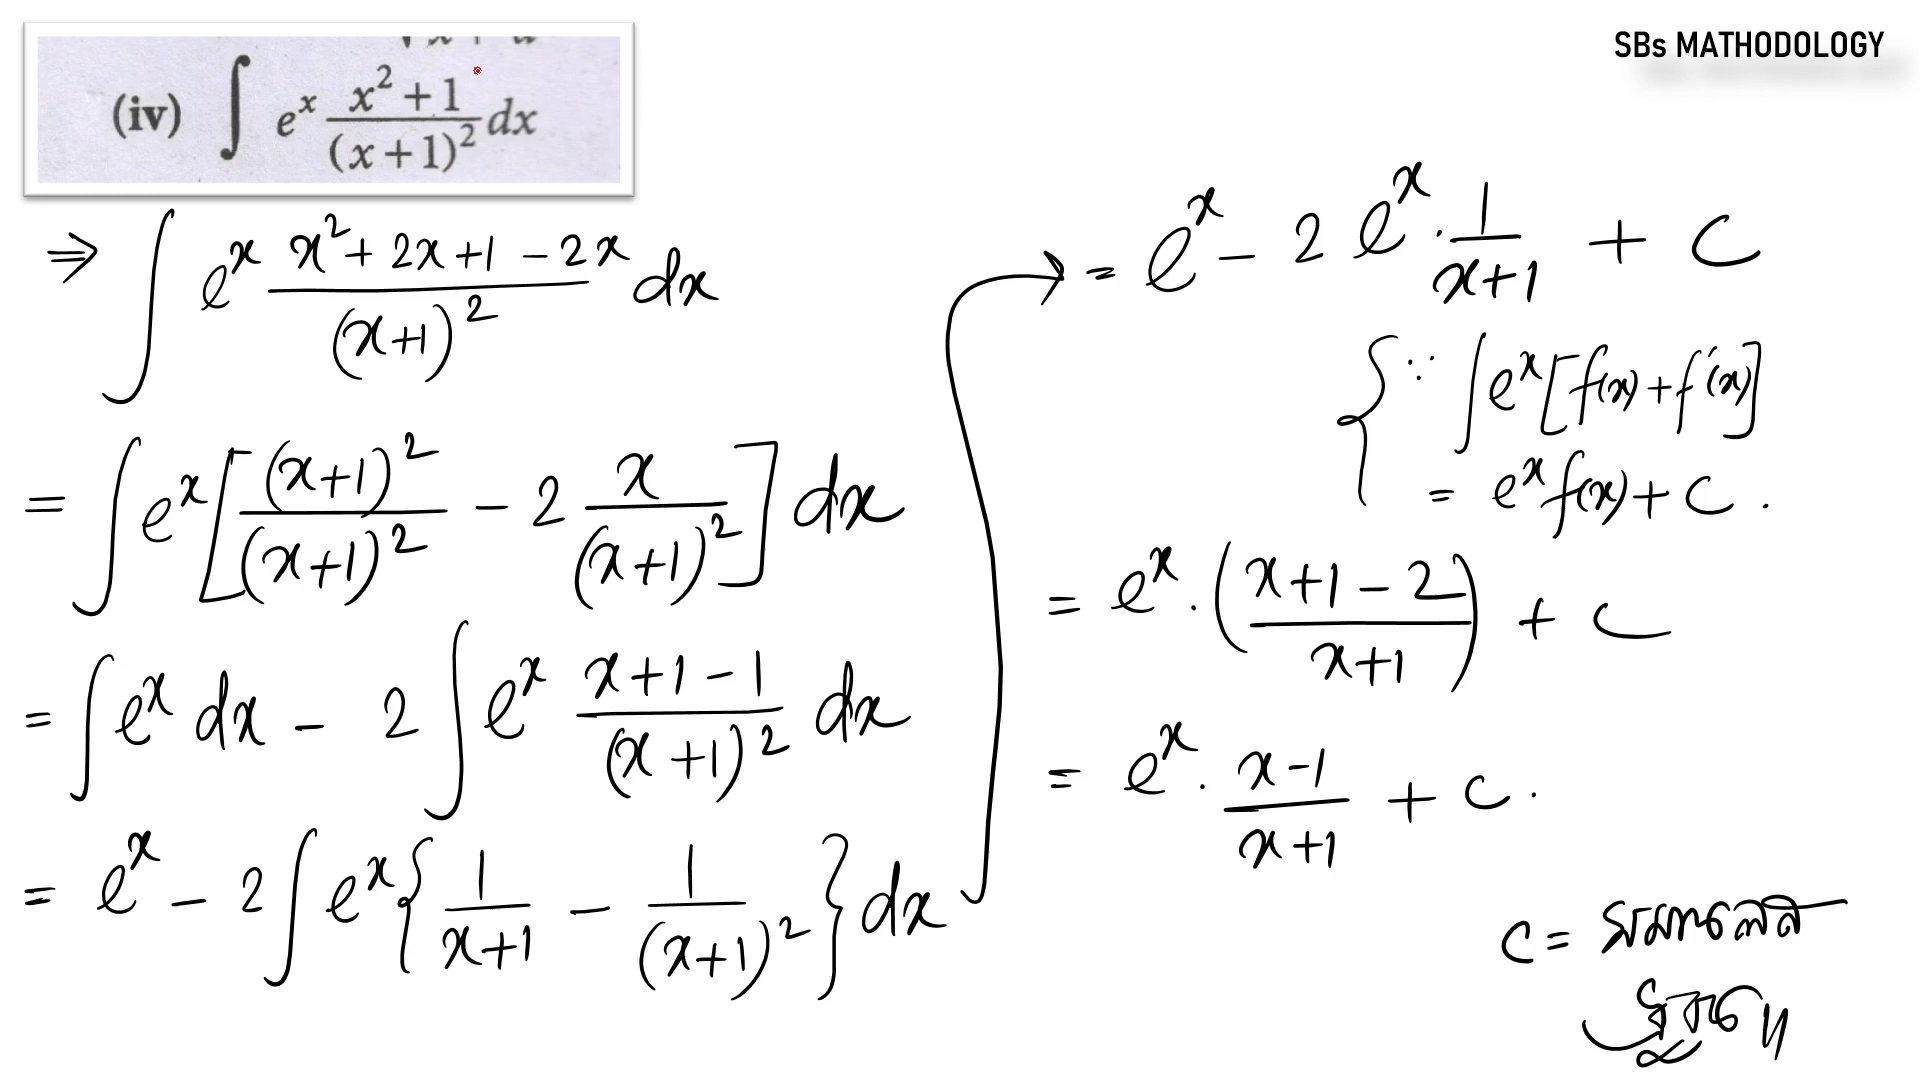 SBs MATHODOLOGY
(iv) ∫ e^x (x^2+1)/(x+1)^2 dx
⇒ ∫ e^x (x^2+2x+1-2x)/(x+1)^2 dx
= ∫ e^x [(x+1)^2/(x+1)^2 - 2 x/(x+1)^2] dx
= ∫ e^x dx - 2 ∫ e^x (x+1-1)/(x+1)^2 dx
= e^x - 2 ∫ e^x {1/(x+1) - 1/(x+1)^2} dx
= e^x - 2 e^x · 1/(x+1) + C
{ ∵ ∫ e^x [f(x)+f'(x)]
= e^x f(x) + C .
= e^x · ((x+1-2)/(x+1)) + C
= e^x · (x-1)/(x+1) + C .
C = সমাকলন
ধ্রুবক